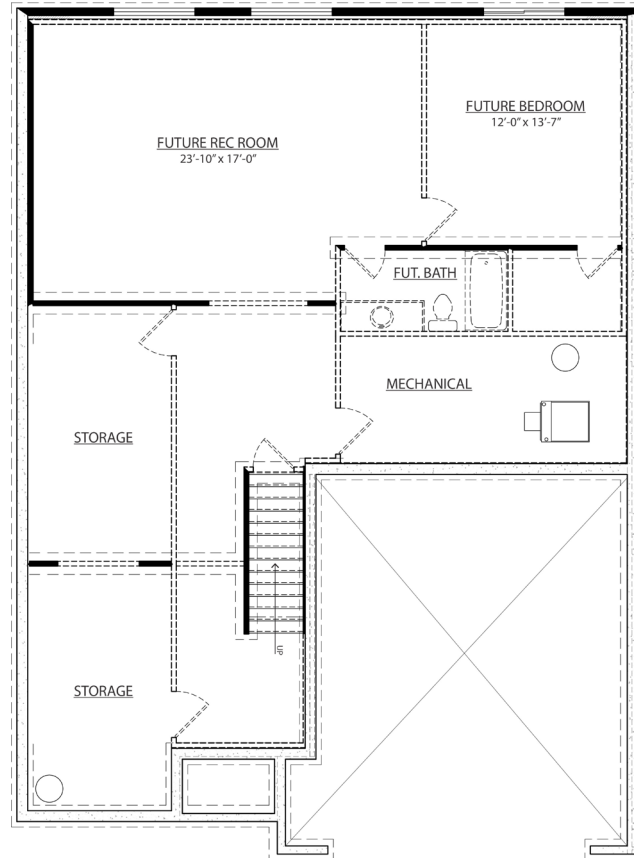 FUTURE BEDROOM
12'-0" x 13'-7"
FUTURE REC ROOM
23'-10" x 17'-0"
FUT. BATH
MECHANICAL
STORAGE
UP
STORAGE